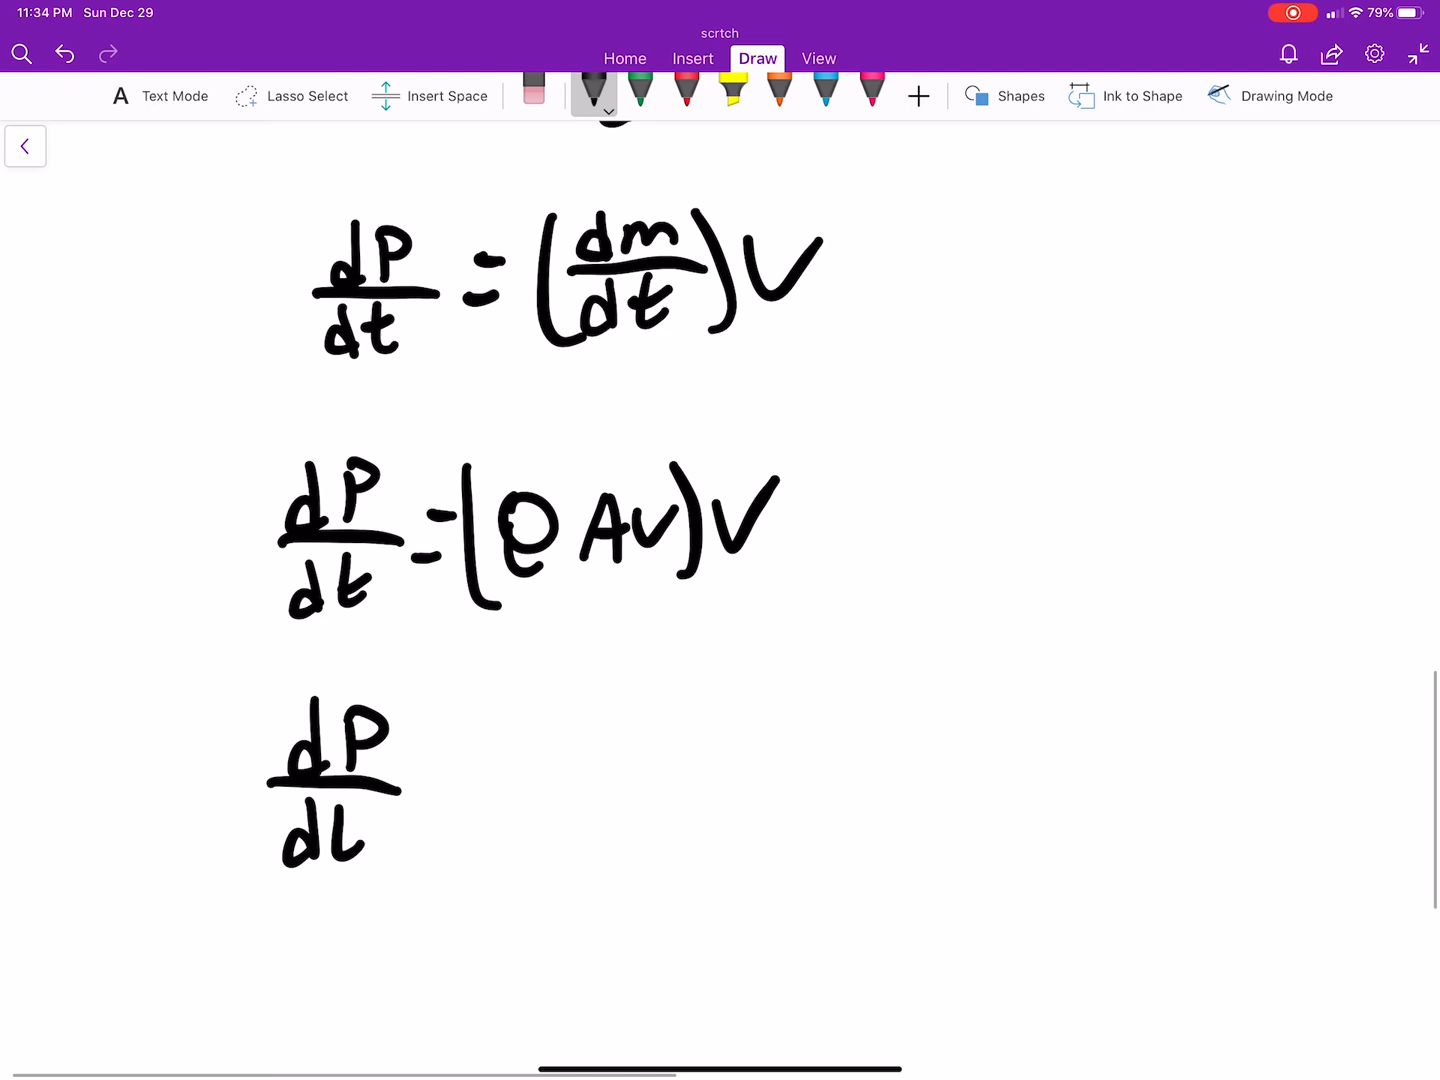 11:34 PM Sun Dec 29 79%
scrtch
Home Insert Draw View
A Text Mode Lasso Select Insert Space Shapes Ink to Shape Drawing Mode
dP/dt = (dm/dt) V
dP/dt = (ρ A v) V
dP/dL